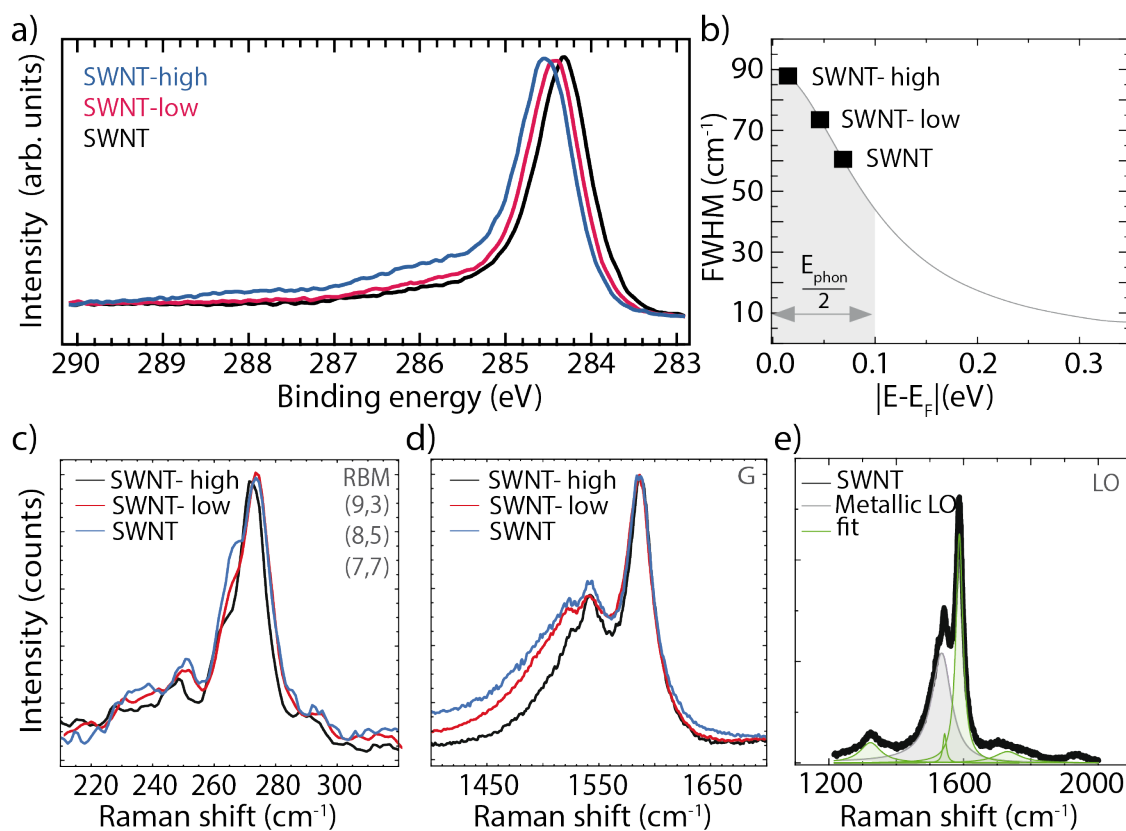 a)
SWNT-high
SWNT-low
SWNT
Intensity (arb. units)
290 289 288 287 286 285 284 283
Binding energy (eV)
b)
90
70
50
30
10
FWHM (cm-1)
SWNT- high
SWNT- low
SWNT
Ephon
2
0.0 0.1 0.2 0.3
|E-EF|(eV)
c)
SWNT- high
SWNT- low
SWNT
RBM
(9,3)
(8,5)
(7,7)
Intensity (counts)
220 240 260 280 300
Raman shift (cm-1)
d)
SWNT- high
SWNT- low
SWNT
G
1450 1550 1650
Raman shift (cm-1)
e)
SWNT
Metallic LO
fit
LO
1200 1600 2000
Raman shift (cm-1)